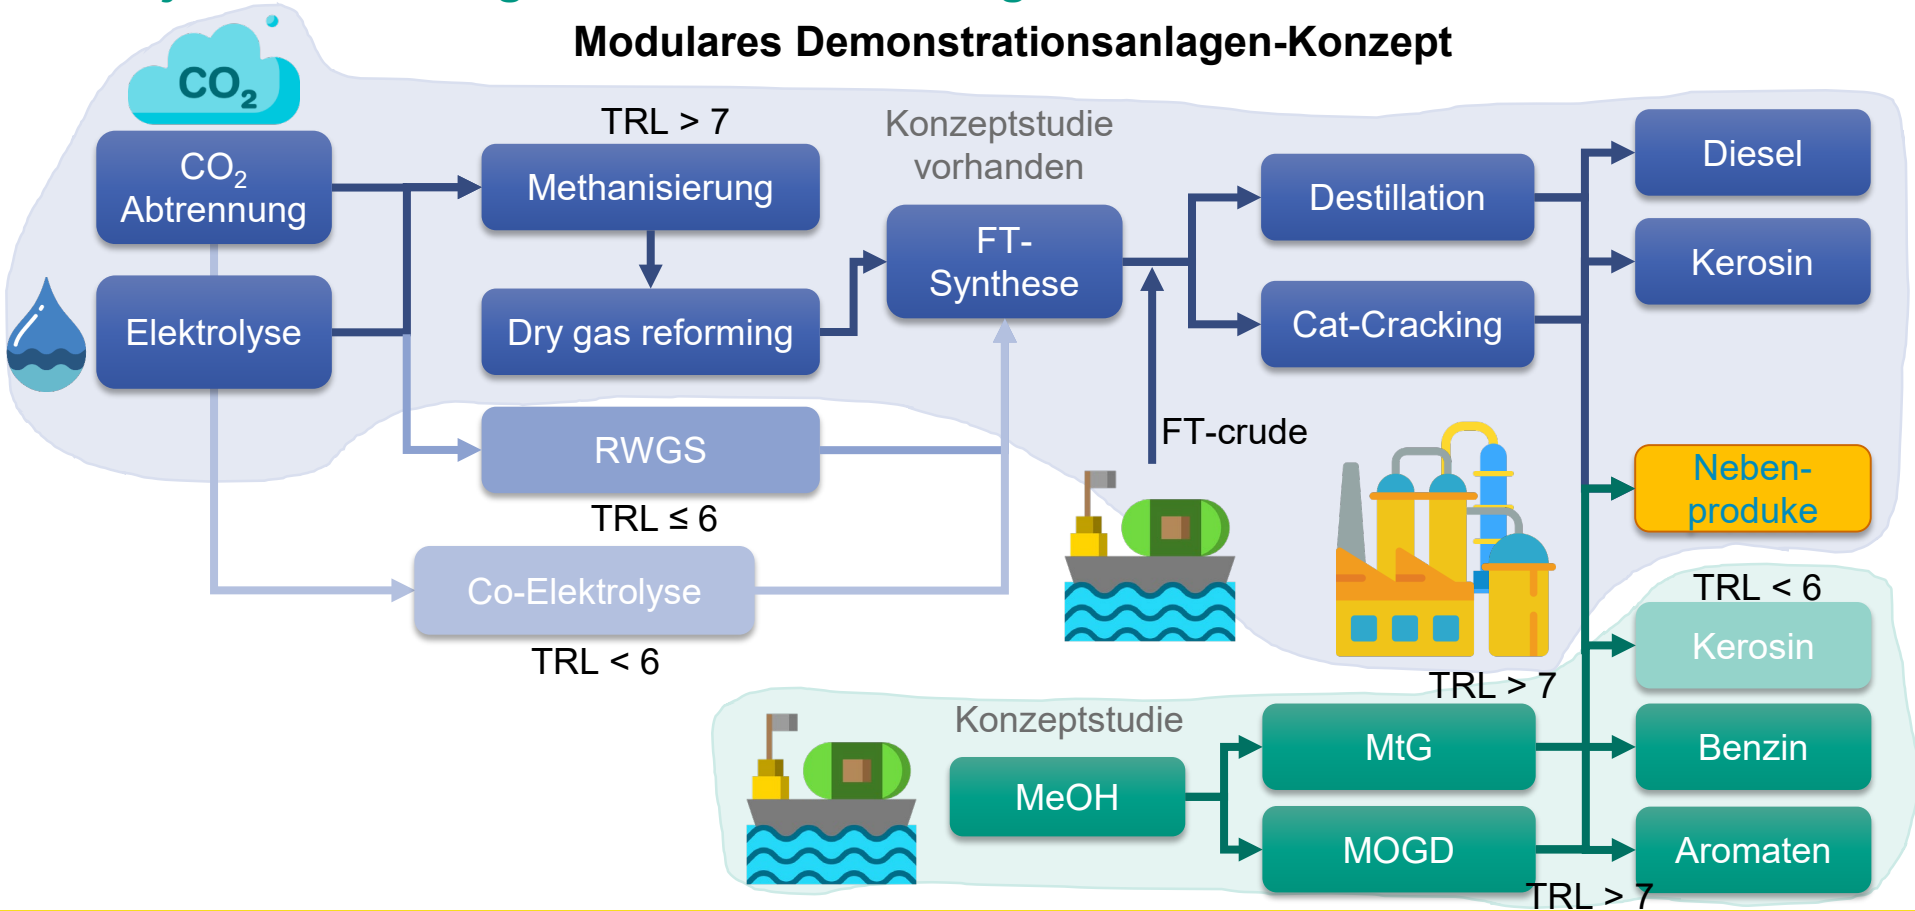 Modulares Demonstrationsanlagen-Konzept
CO2
CO2
Abtrennung
Elektrolyse
TRL > 7
Methanisierung
Dry gas reforming
RWGS
TRL ≤ 6
Co-Elektrolyse
TRL < 6
Konzeptstudie
vorhanden
FT-
Synthese
FT-crude
Destillation
Cat-Cracking
Diesel
Kerosin
Neben-
produke
TRL < 6
Kerosin
TRL > 7
Konzeptstudie
MeOH
MtG
MOGD
TRL > 7
Benzin
Aromaten